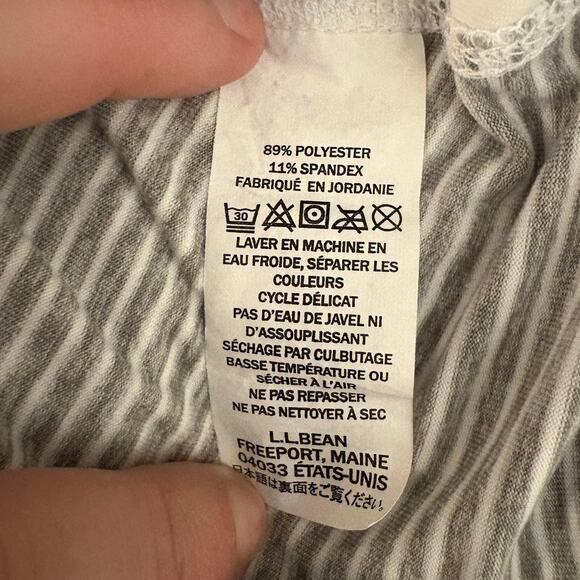 89% POLYESTER
11% SPANDEX
FABRIQUÉ EN JORDANIE
30
LAVER EN MACHINE EN
EAU FROIDE, SÉPARER LES
COULEURS
CYCLE DÉLICAT
PAS D'EAU DE JAVEL NI
D'ASSOUPLISSANT
SÉCHAGE PAR CULBUTAGE
BASSE TEMPÉRATURE OU
SÉCHER À L'AIR
NE PAS REPASSER
NE PAS NETTOYER À SEC
L.L.BEAN
FREEPORT, MAINE
04033 ÉTATS-UNIS
日本語は裏面をご覧ください。